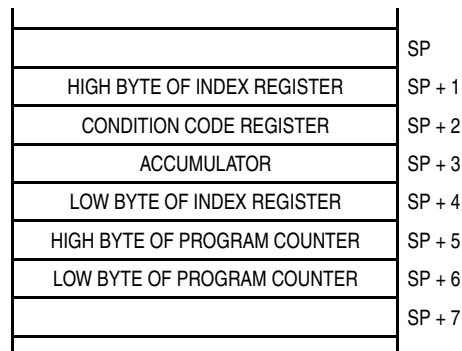 SP
HIGH BYTE OF INDEX REGISTER SP + 1
CONDITION CODE REGISTER SP + 2
ACCUMULATOR SP + 3
LOW BYTE OF INDEX REGISTER SP + 4
HIGH BYTE OF PROGRAM COUNTER SP + 5
LOW BYTE OF PROGRAM COUNTER SP + 6
SP + 7